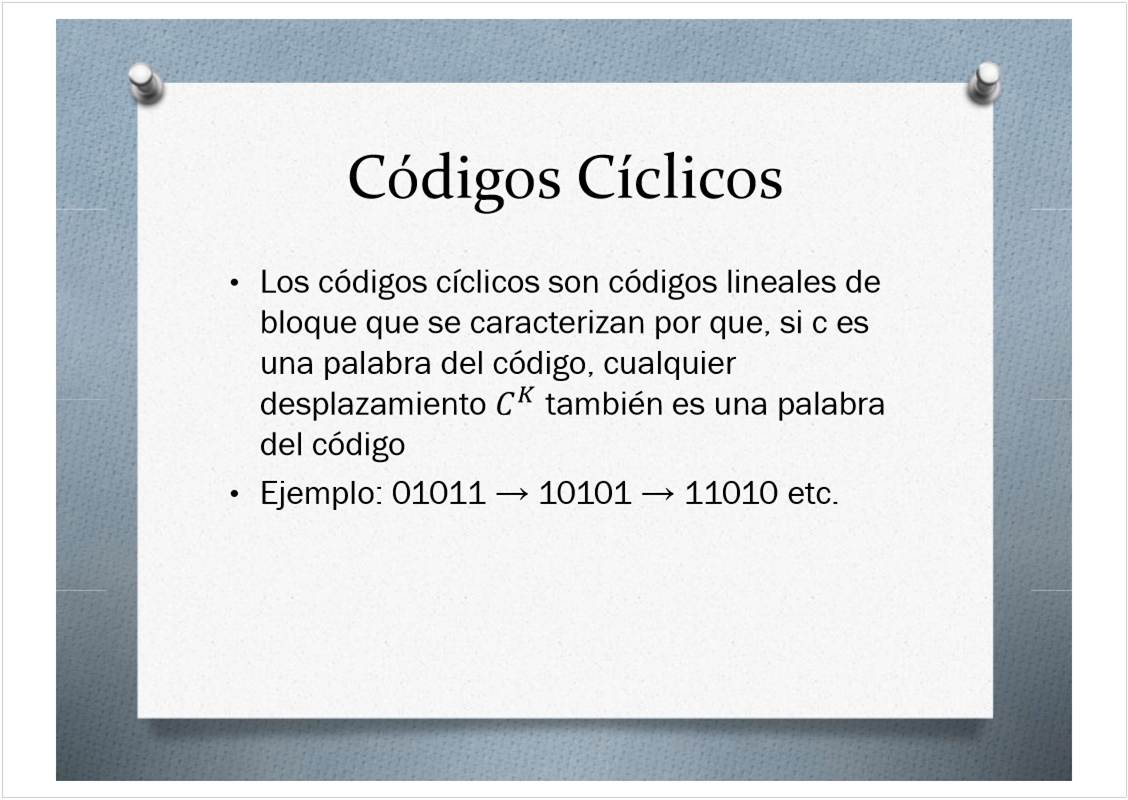 Códigos Cíclicos
• Los códigos cíclicos son códigos lineales de
bloque que se caracterizan por que, si c es
una palabra del código, cualquier
desplazamiento C^K también es una palabra
del código
• Ejemplo: 01011 → 10101 → 11010 etc.